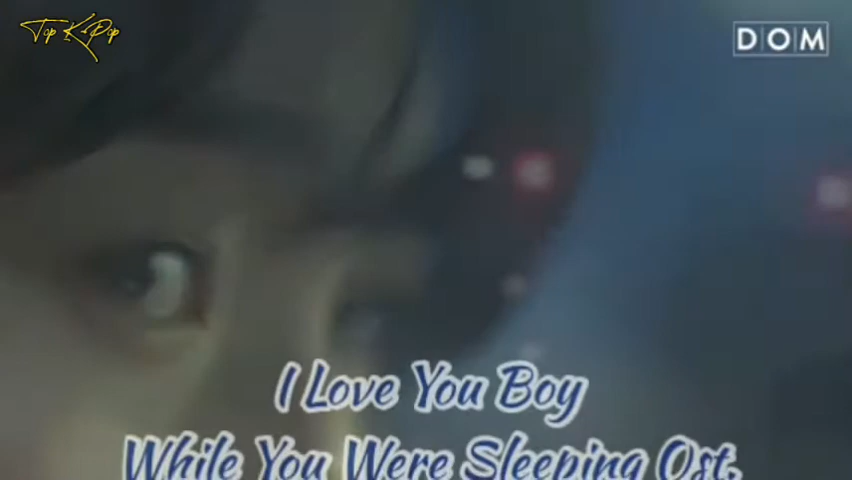 Top K-Pop
DOM
I Love You Boy
While You Were Sleeping Ost.